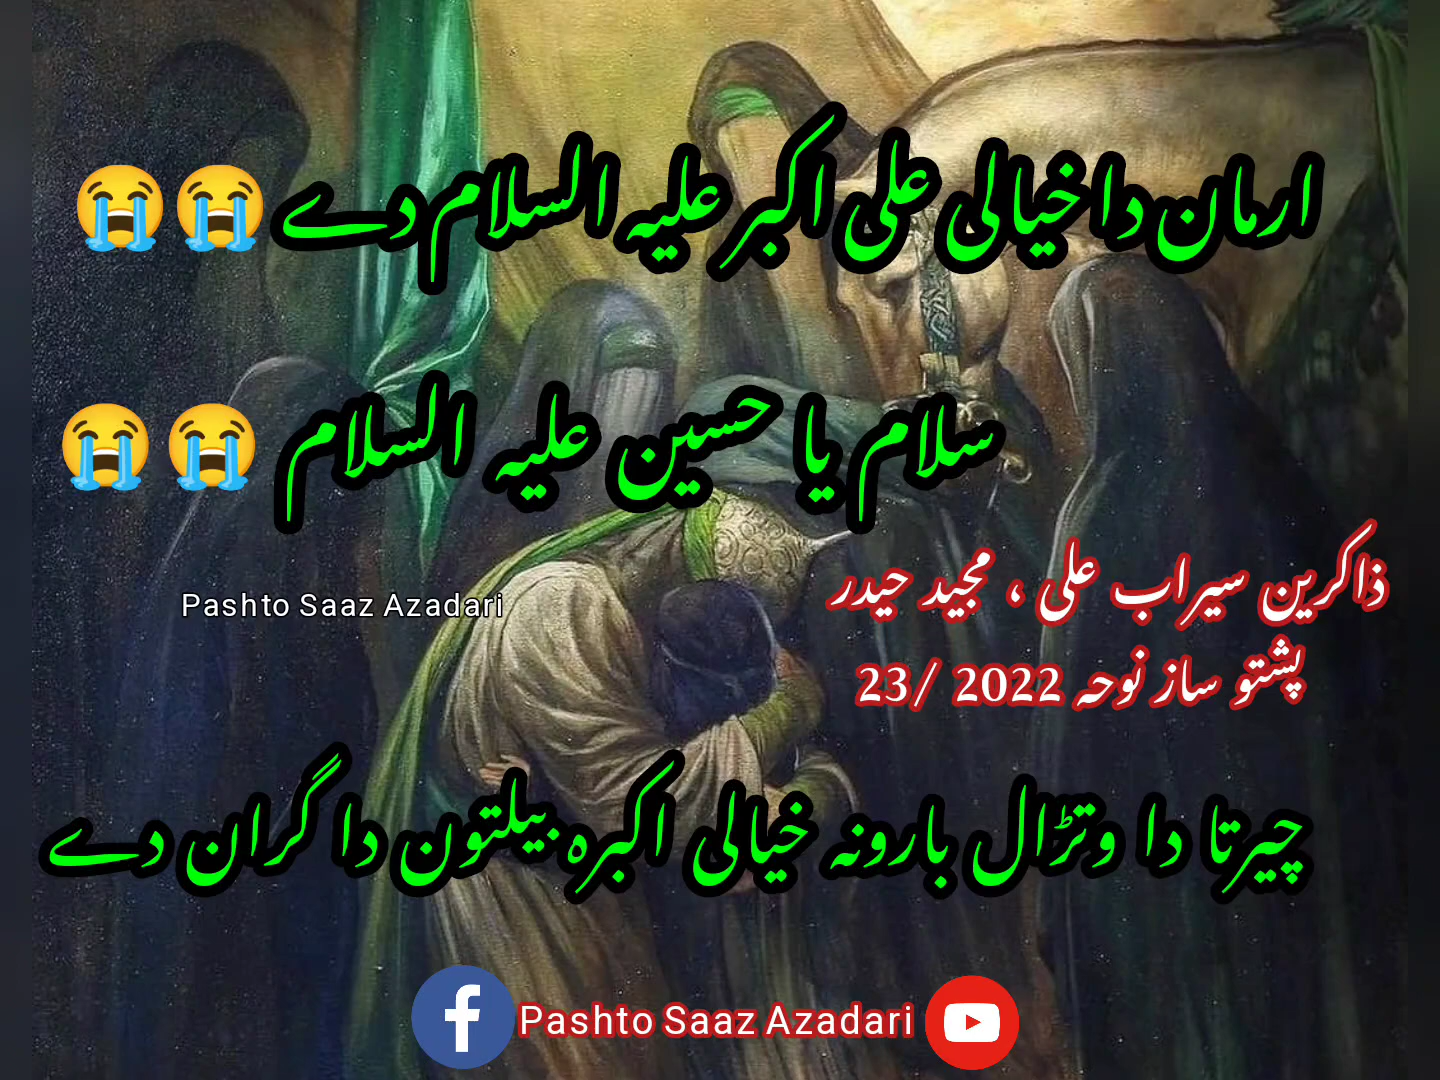 ارمان دا خیالی علی اکبر علیہ السلام دے 😭😭
سلام یا حسین علیہ السلام 😭😭
ذاکرین سیراب علی ، مجید حیدر
Pashto Saaz Azadari
پشتو ساز نوحہ 2022 /23
چیرتا دا وتڑال بارونہ خیالی اکبرہ بیلتون دا گران دے
Pashto Saaz Azadari